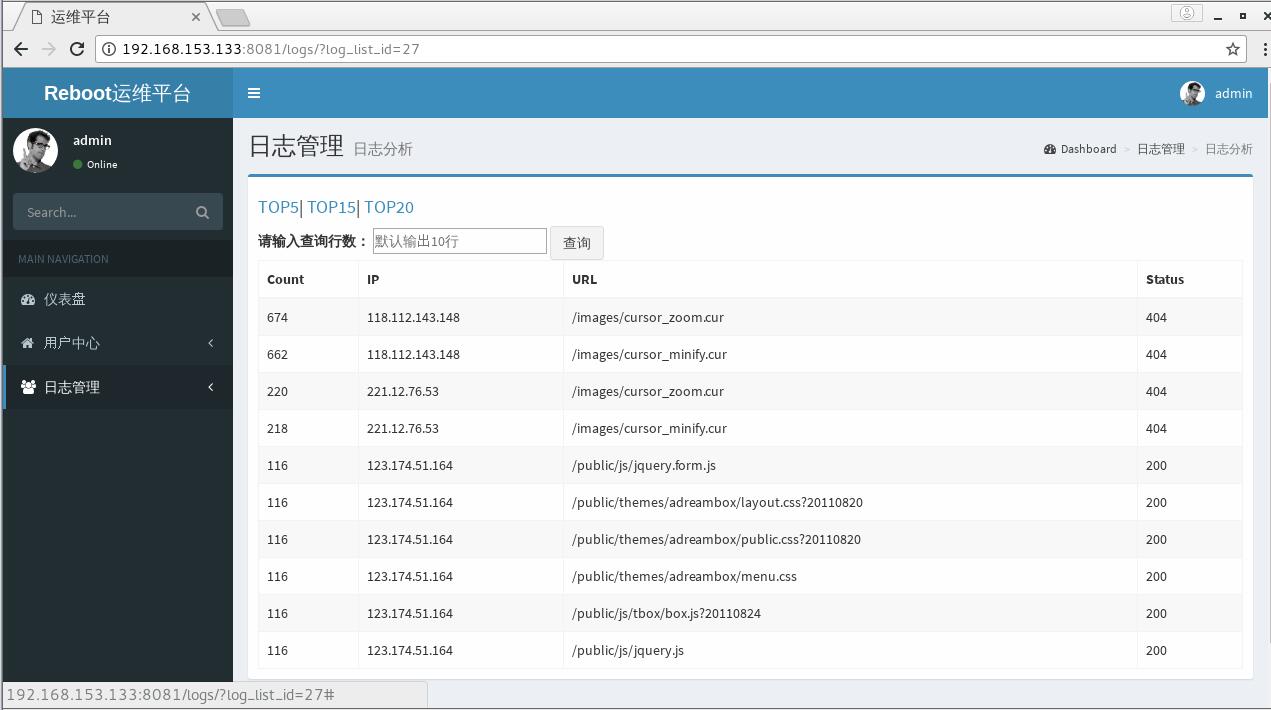 运维平台
192.168.153.133:8081/logs/?log_list_id=27
Reboot运维平台
admin
admin
Online
日志管理 日志分析
Dashboard > 日志管理 > 日志分析
Search...
MAIN NAVIGATION
仪表盘
用户中心
日志管理
TOP5| TOP15| TOP20
请输入查询行数： 默认输出10行 查询
Count IP URL Status
674 118.112.143.148 /images/cursor_zoom.cur 404
662 118.112.143.148 /images/cursor_minify.cur 404
220 221.12.76.53 /images/cursor_zoom.cur 404
218 221.12.76.53 /images/cursor_minify.cur 404
116 123.174.51.164 /public/js/jquery.form.js 200
116 123.174.51.164 /public/themes/adreambox/layout.css?20110820 200
116 123.174.51.164 /public/themes/adreambox/public.css?20110820 200
116 123.174.51.164 /public/themes/adreambox/menu.css 200
116 123.174.51.164 /public/js/tbox/box.js?20110824 200
116 123.174.51.164 /public/js/jquery.js 200
192.168.153.133:8081/logs/?log_list_id=27#